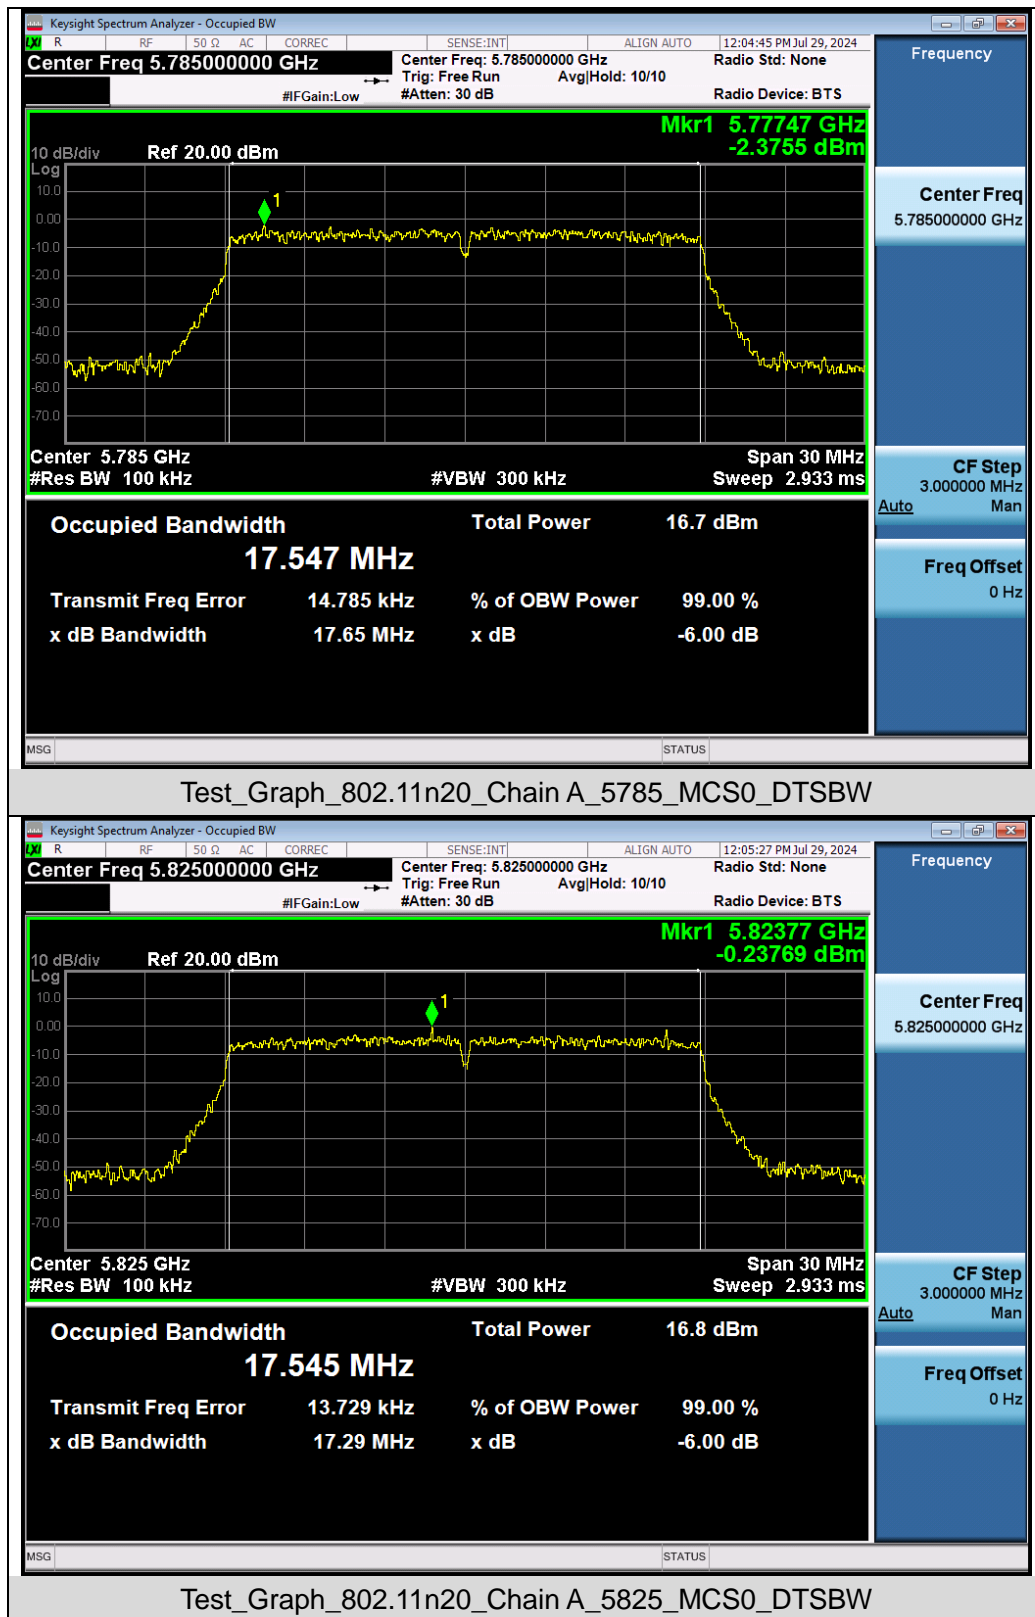 Keysight Spectrum Analyzer - Occupied BW
LXI R RF 50 Ω AC CORREC SENSE:INT ALIGN AUTO 12:04:45 PM Jul 29, 2024
Center Freq 5.785000000 GHz
Center Freq: 5.785000000 GHz
Radio Std: None
Trig: Free Run Avg|Hold: 10/10
#IFGain:Low
#Atten: 30 dB
Radio Device: BTS
Frequency
Mkr1 5.77747 GHz
-2.3755 dBm
10 dB/div Ref 20.00 dBm
Log
10.0
0.00
-10.0
-20.0
-30.0
-40.0
-50.0
-60.0
-70.0
1
Center 5.785 GHz
Span 30 MHz
#Res BW 100 kHz
#VBW 300 kHz
Sweep 2.933 ms
Center Freq
5.785000000 GHz
CF Step
3.000000 MHz
Auto Man
Freq Offset
0 Hz
Occupied Bandwidth
17.547 MHz
Total Power 16.7 dBm
Transmit Freq Error 14.785 kHz
% of OBW Power 99.00 %
x dB Bandwidth 17.65 MHz
x dB -6.00 dB
MSG
STATUS
Test_Graph_802.11n20_Chain A_5785_MCS0_DTSBW
Keysight Spectrum Analyzer - Occupied BW
LXI R RF 50 Ω AC CORREC SENSE:INT ALIGN AUTO 12:05:27 PM Jul 29, 2024
Center Freq 5.825000000 GHz
Center Freq: 5.825000000 GHz
Radio Std: None
Trig: Free Run Avg|Hold: 10/10
#IFGain:Low
#Atten: 30 dB
Radio Device: BTS
Frequency
Mkr1 5.82377 GHz
-0.23769 dBm
10 dB/div Ref 20.00 dBm
Log
10.0
0.00
-10.0
-20.0
-30.0
-40.0
-50.0
-60.0
-70.0
1
Center 5.825 GHz
Span 30 MHz
#Res BW 100 kHz
#VBW 300 kHz
Sweep 2.933 ms
Center Freq
5.825000000 GHz
CF Step
3.000000 MHz
Auto Man
Freq Offset
0 Hz
Occupied Bandwidth
17.545 MHz
Total Power 16.8 dBm
Transmit Freq Error 13.729 kHz
% of OBW Power 99.00 %
x dB Bandwidth 17.29 MHz
x dB -6.00 dB
MSG
STATUS
Test_Graph_802.11n20_Chain A_5825_MCS0_DTSBW